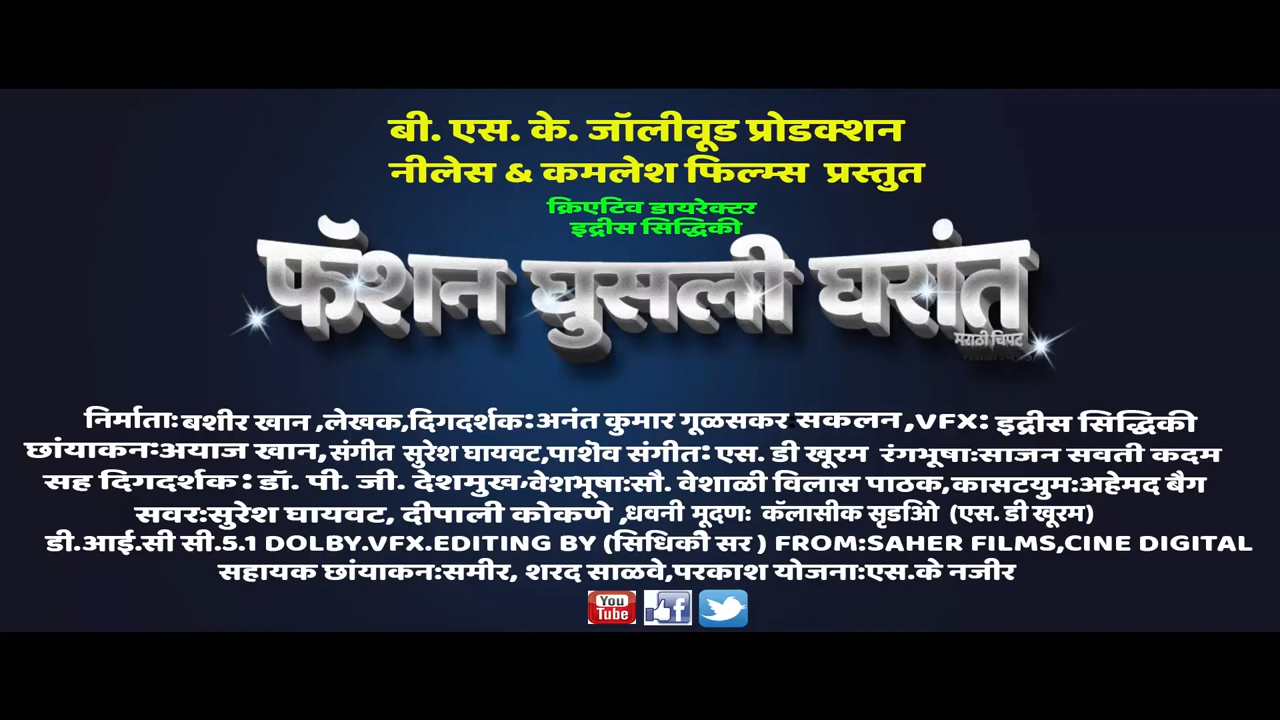 बी. एस. के. जॉलीवूड प्रोडक्शन
नीलेस & कमलेश फिल्म्स प्रस्तुत
क्रिएटिव डायरेक्टर
इद्रीस सिद्धिकी
फॅशन घुसली घरांत
मराठी चिपट
निर्माताः बशीर खान ,लेखक,दिगदर्शकः अनंत कुमार गूळसकर सकलन ,VFX: इद्रीस सिद्धिकी
छांयाकनःअयाज खान,संगीत सुरेश घायवट,पाशेव संगीतः एस. डी खूरम रंगभूषाःसाजन सवती कदम
सह दिगदर्शक : डॉ. पी. जी. देशमुख,वेशभूषाःसौ. वेशाळी विलास पाठक,कासटयुमःअहेमद बैग
सवरःसुरेश घायवट, दीपाली कोकणे ,धवनी मूदणः कॅलासीक सृडिओ (एस. डी खूरम)
डी.आई.सी सी.5.1 DOLBY.VFX.EDITING BY (सिधिकी सर ) FROM:SAHER FILMS,CINE DIGITAL
सहायक छांयाकनःसमीर, शरद साळवे,परकाश योजनाःएस.के नजीर
You Tube f